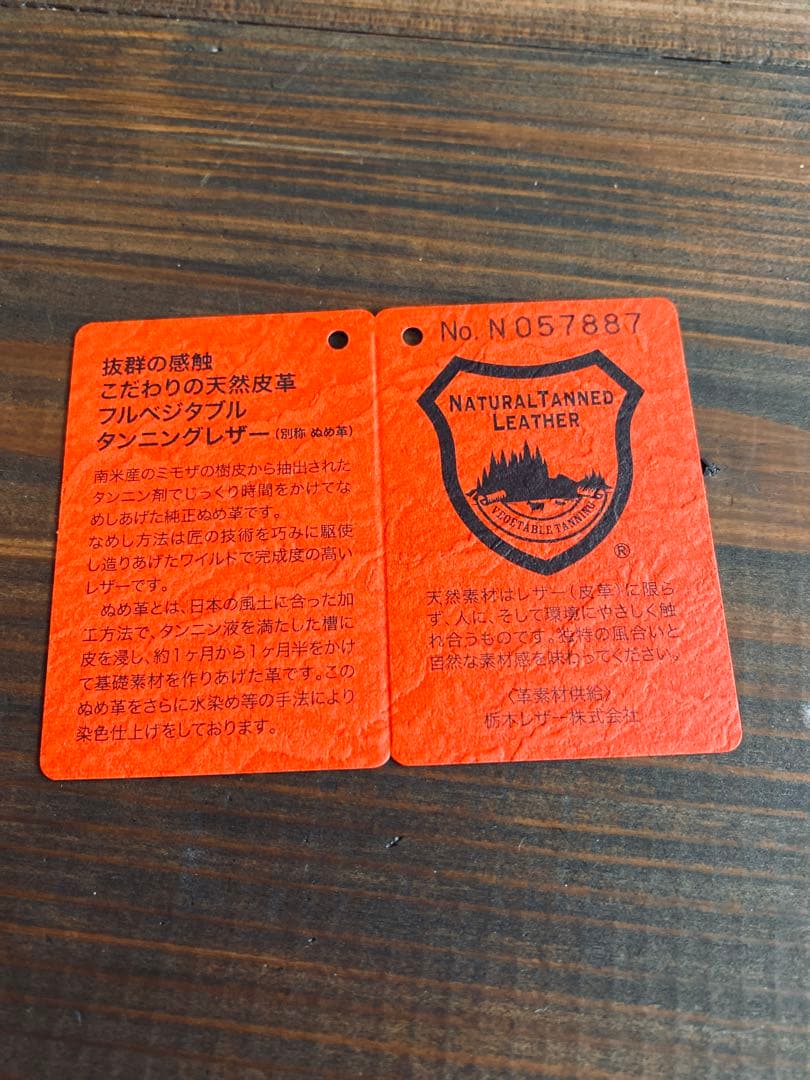 抜群の感触
こだわりの天然皮革
フルベジタブル
タンニングレザー(別称 ぬめ革)
南米産のミモザの樹皮から抽出された
タンニン剤でじっくり時間をかけてな
めしあげた純正ぬめ革です。
なめし方法は匠の技術を巧みに駆使
し造りあげたワイルドで完成度の高い
レザーです。
ぬめ革とは、日本の風土に合った加
工方法で、タンニン液を満たした槽に
皮を浸し、約1ヶ月から1ヶ月半をかけ
て基礎素材を作りあげた革です。この
ぬめ革をさらに水染め等の手法により
染色仕上げをしております。
No. N057887
NATURAL TANNED
LEATHER
VEGETABLE TANNING
®
天然素材はレザー(皮革)に限ら
ず、人に、そして環境にやさしく触
れ合うものです。独特の風合いと
自然な素材感を味わってください。
〈革素材供給〉
栃木レザー株式会社